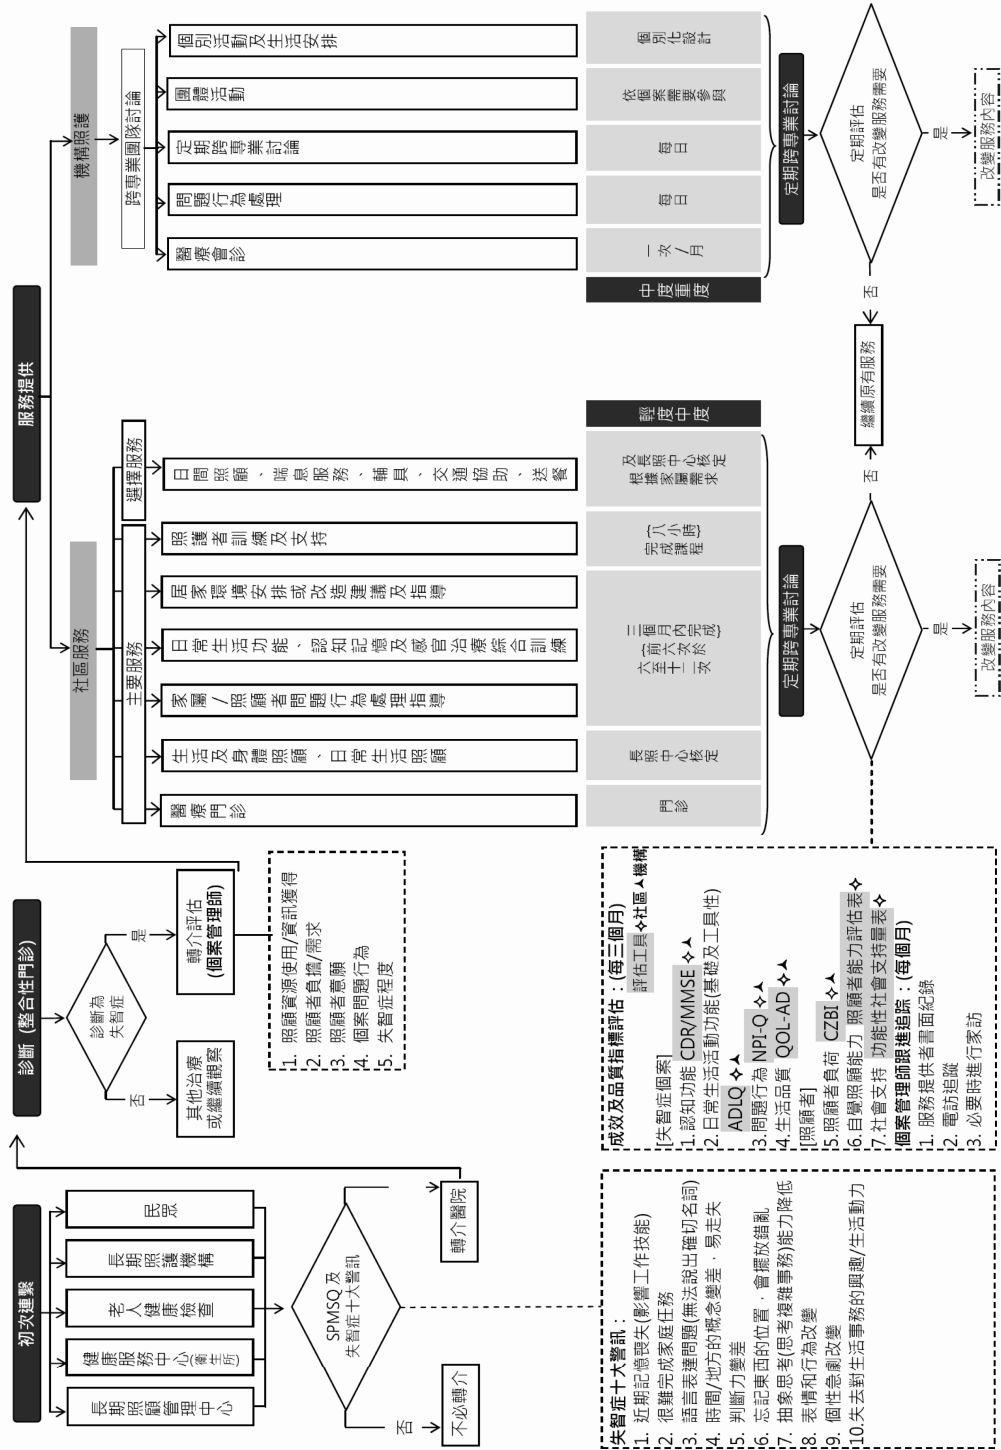 初次連繫
長期照顧管理中心
健康服務中心(衛生所)
老人健康檢查
長期照護機構
民眾
SPMSQ 及
失智症十大警訊
否
不必轉介
轉介醫院
失智症十大警訊：
1. 近期記憶喪失(影響工作技能)
2. 很難完成家庭任務
3. 語言表達問題(無法說出確切名詞)
4. 時間/地方的概念變差，易走失
5. 判斷力變差
6. 忘記東西的位置，會擺放錯亂
7. 抽象思考(思考複雜事務)能力降低
8. 表情和行為改變
9. 個性急劇改變
10.失去對生活事務的興趣/生活動力
診斷 (整合性門診)
診斷為
失智症
否
是
其他治療
或繼續觀察
轉介評估
(個案管理師)
1. 照顧資源使用/資訊獲得
2. 照顧者負擔/需求
3. 照顧者意願
4. 個案問題行為
5. 失智症程度
成效及品質指標評估：(每三個月)
評估工具✧社區⮝機構
[失智症個案]
1. 認知功能 CDR/MMSE ✧⮝
2. 日常生活活動功能(基礎及工具性)
ADLQ ✧⮝
3.問題行為 NPI-Q ✧⮝
4.生活品質 QOL-AD ✧⮝
[照顧者]
5.照顧者負荷 CZBI ✧⮝
6.自覺照顧能力 照顧者能力評估表✧
7.社會支持 功能性社會支持量表✧
個案管理師跟進追踪：(每個月)
1. 服務提供者書面紀錄
2. 電訪追蹤
3. 必要時進行家訪
服務提供
社區服務
主要服務
選擇服務
醫療門診
生活及身體照顧、日常生活照顧
家屬/照顧者問題行為處理指導
日常生活功能、認知記憶及感官治療綜合訓練
居家環境安排或改造建議及指導
照護者訓練及支持
日間照顧、喘息服務、輔具、交通協助、送餐
門診
長照中心核定
六至十二次
(前六次於
三個月內完成)
完成課程
(八小時)
根據家屬需求
及長照中心核定
輕度中度
定期跨專業討論
定期評估
是否有改變服務需要
是
改變服務內容
否
繼續原有服務
機構照護
跨專業團隊討論
醫療會診
問題行為處理
定期跨專業討論
團體活動
個別活動及生活安排
中度重度
一次/月
每日
每日
依個案需要參與
個別化設計
定期跨專業討論
定期評估
是否有改變服務需要
否
是
改變服務內容